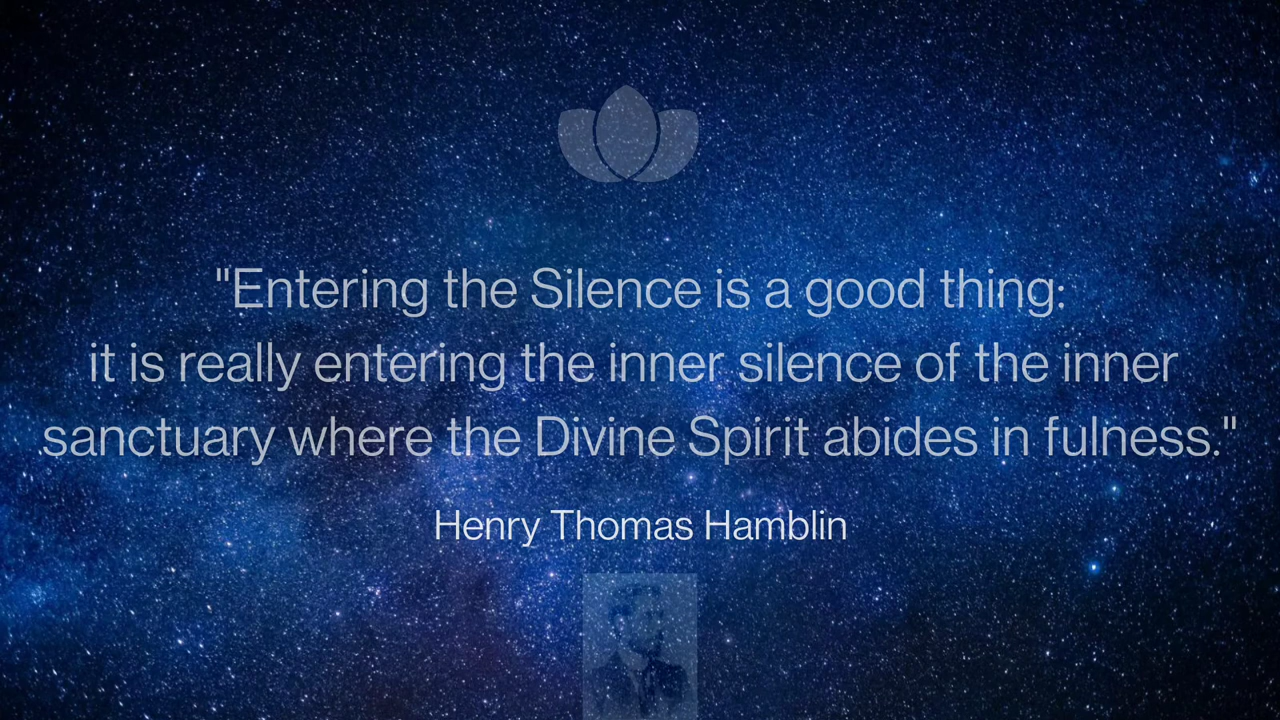 "Entering the Silence is a good thing:
it is really entering the inner silence of the inner
sanctuary where the Divine Spirit abides in fulness."
Henry Thomas Hamblin